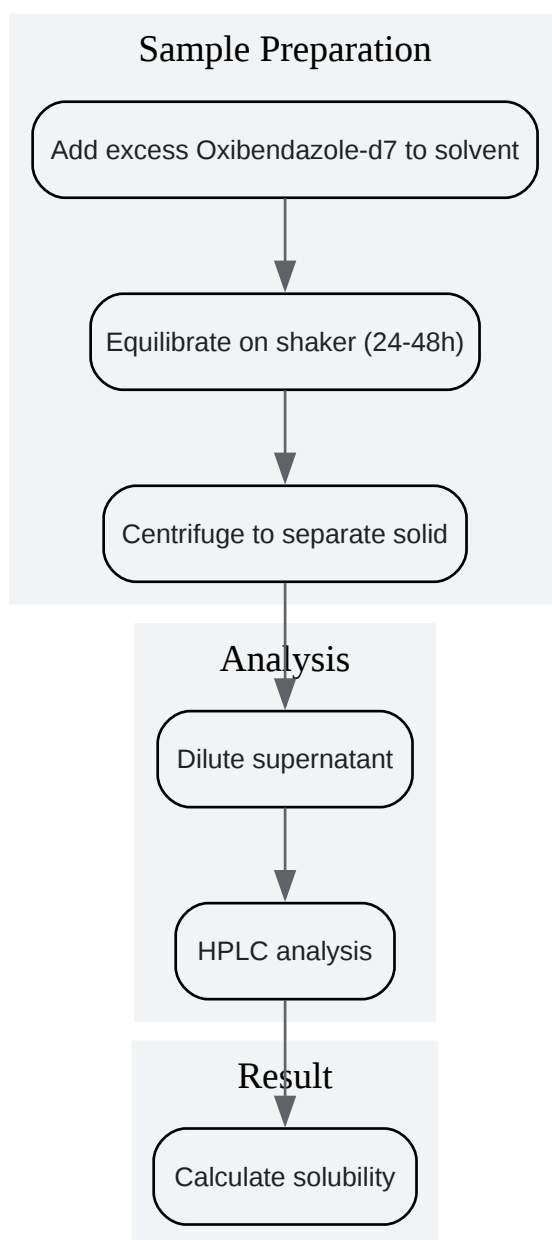 Sample Preparation
Add excess Oxibendazole-d7 to solvent
Equilibrate on shaker (24-48h)
Centrifuge to separate solid
Analysis
Dilute supernatant
HPLC analysis
Result
Calculate solubility